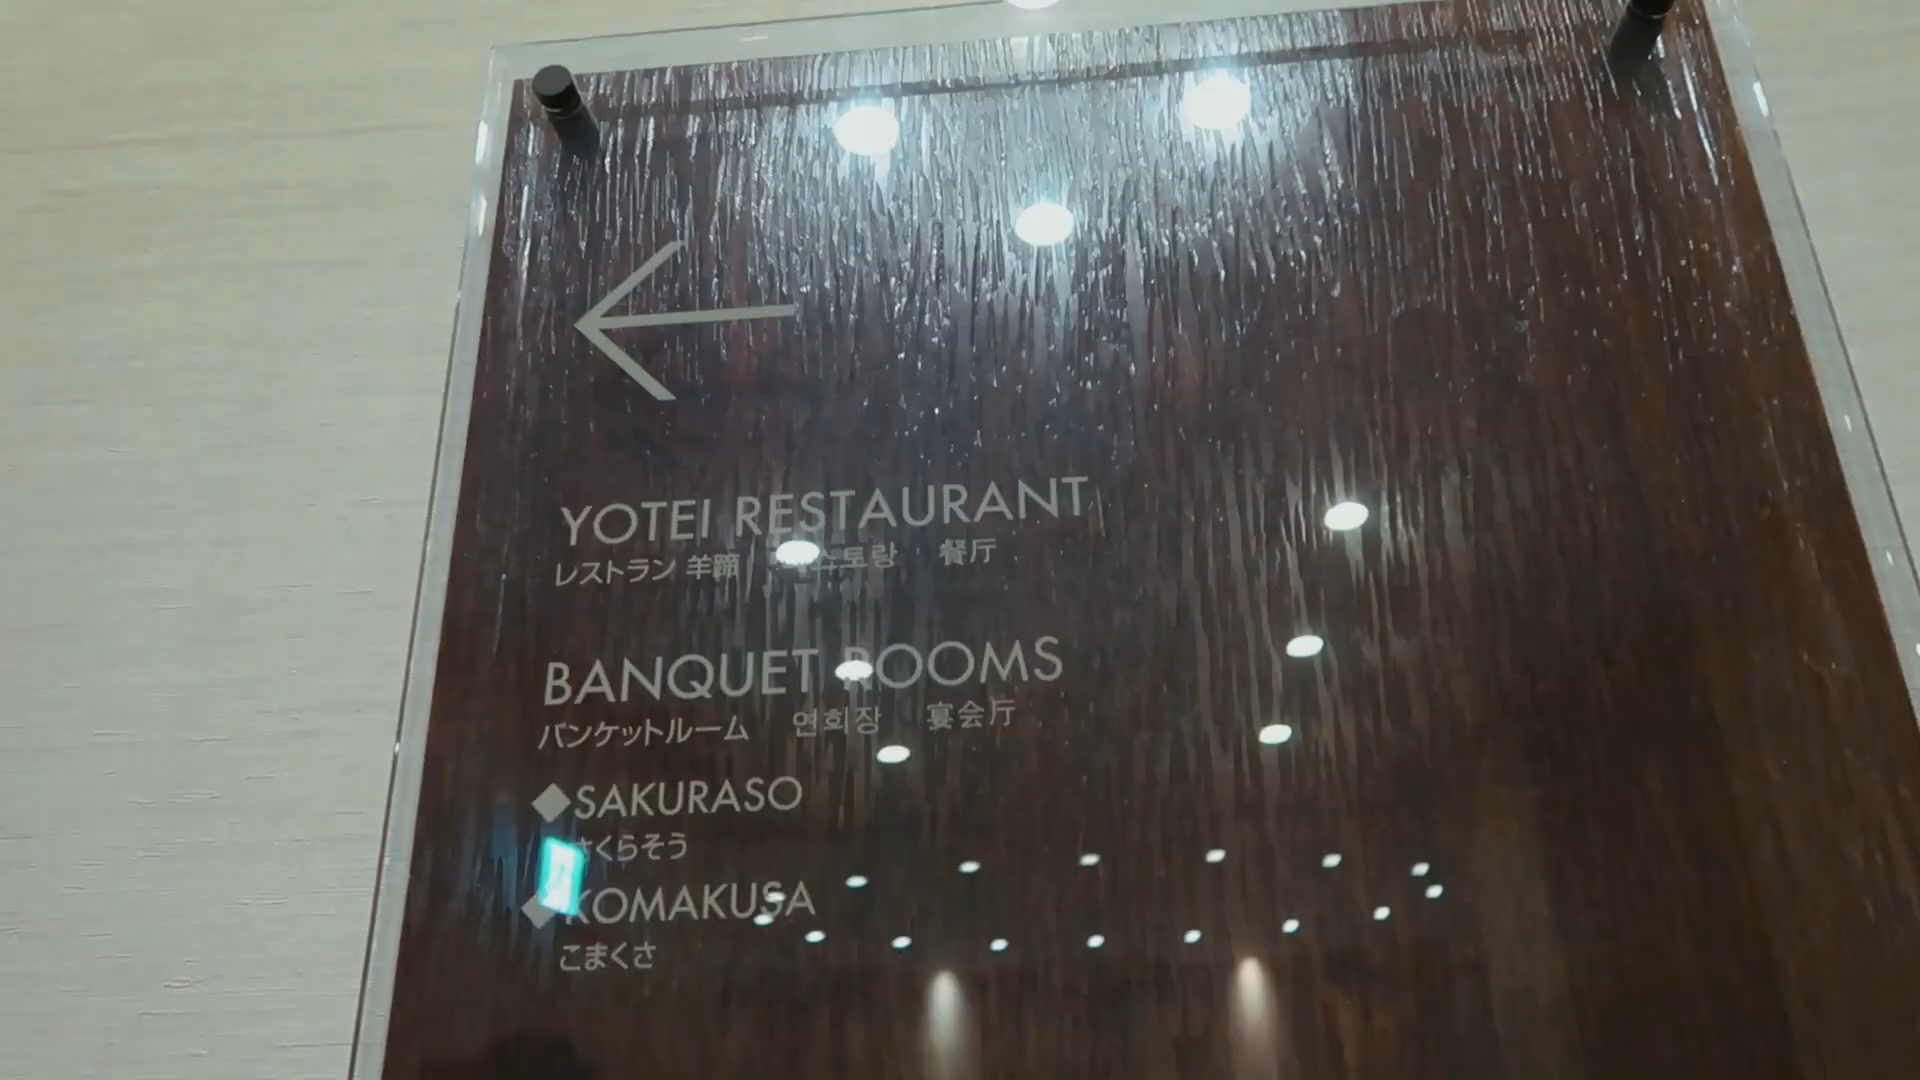 YOTEI RESTAURANT
レストラン 羊蹄 餐厅
BANQUET ROOMS
バンケットルーム 연회장 宴会厅
◆SAKURASO
さくらそう
◆KOMAKUSA
こまくさ